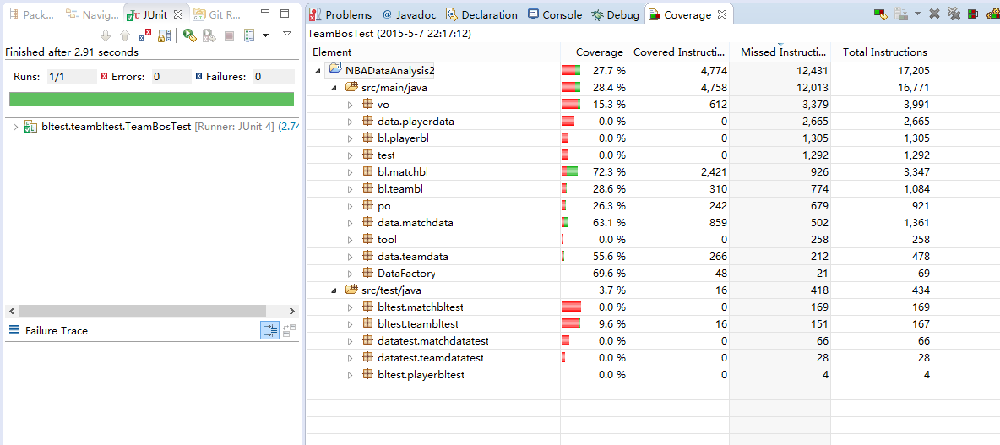 Pack... Navig... JUnit Git R...
Finished after 2.91 seconds
Runs: 1/1 Errors: 0 Failures: 0
bltest.teambltest.TeamBosTest [Runner: JUnit 4] (2.74
Failure Trace
Problems @ Javadoc Declaration Console Debug Coverage
TeamBosTest (2015-5-7 22:17:12)
Element Coverage Covered Instructi... Missed Instructi... Total Instructions
NBADataAnalysis2 27.7 % 4,774 12,431 17,205
src/main/java 28.4 % 4,758 12,013 16,771
vo 15.3 % 612 3,379 3,991
data.playerdata 0.0 % 0 2,665 2,665
bl.playerbl 0.0 % 0 1,305 1,305
test 0.0 % 0 1,292 1,292
bl.matchbl 72.3 % 2,421 926 3,347
bl.teambl 28.6 % 310 774 1,084
po 26.3 % 242 679 921
data.matchdata 63.1 % 859 502 1,361
tool 0.0 % 0 258 258
data.teamdata 55.6 % 266 212 478
DataFactory 69.6 % 48 21 69
src/test/java 3.7 % 16 418 434
bltest.matchbltest 0.0 % 0 169 169
bltest.teambltest 9.6 % 16 151 167
datatest.matchdatatest 0.0 % 0 66 66
datatest.teamdatatest 0.0 % 0 28 28
bltest.playerbltest 0.0 % 0 4 4